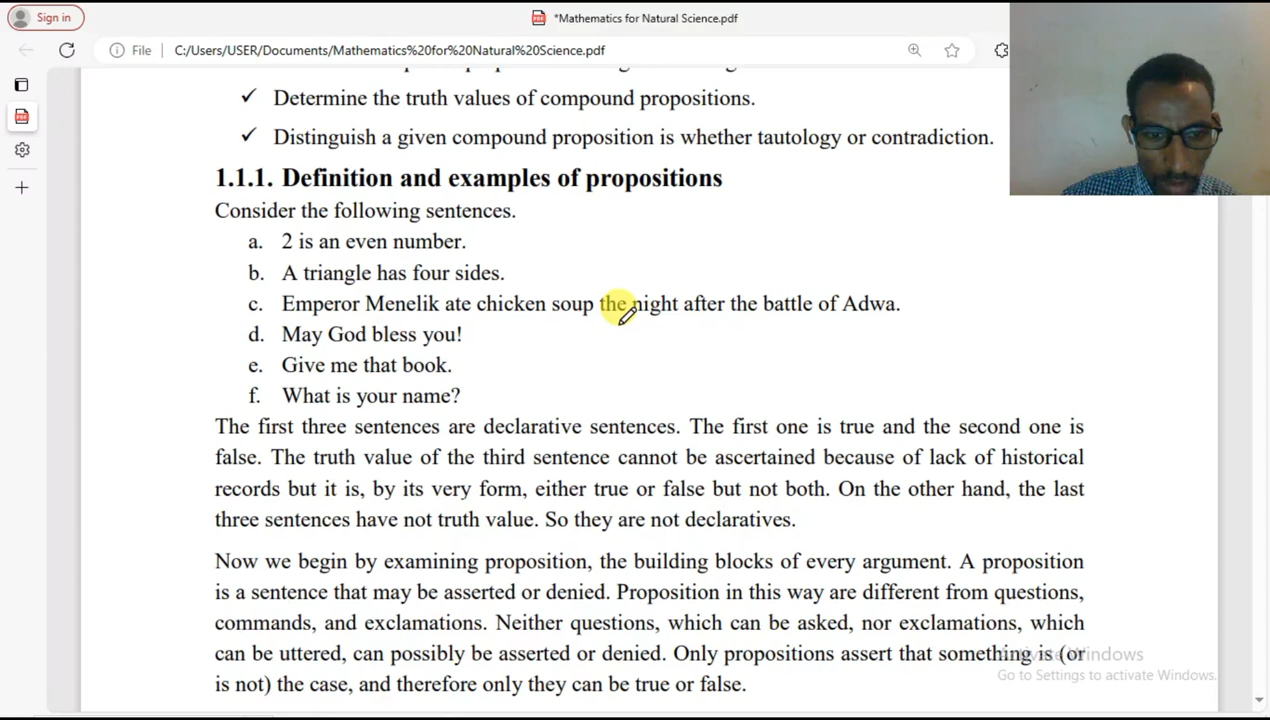 Sign in
*Mathematics for Natural Science.pdf
File
C:/Users/USER/Documents/Mathematics%20for%20Natural%20Science.pdf
✓ Determine the truth values of compound propositions.
✓ Distinguish a given compound proposition is whether tautology or contradiction.
1.1.1. Definition and examples of propositions
Consider the following sentences.
a. 2 is an even number.
b. A triangle has four sides.
c. Emperor Menelik ate chicken soup the night after the battle of Adwa.
d. May God bless you!
e. Give me that book.
f. What is your name?
The first three sentences are declarative sentences. The first one is true and the second one is
false. The truth value of the third sentence cannot be ascertained because of lack of historical
records but it is, by its very form, either true or false but not both. On the other hand, the last
three sentences have not truth value. So they are not declaratives.
Now we begin by examining proposition, the building blocks of every argument. A proposition
is a sentence that may be asserted or denied. Proposition in this way are different from questions,
commands, and exclamations. Neither questions, which can be asked, nor exclamations, which
can be uttered, can possibly be asserted or denied. Only propositions assert that something is (or
is not) the case, and therefore only they can be true or false.
Activate Windows
Go to Settings to activate Windows.